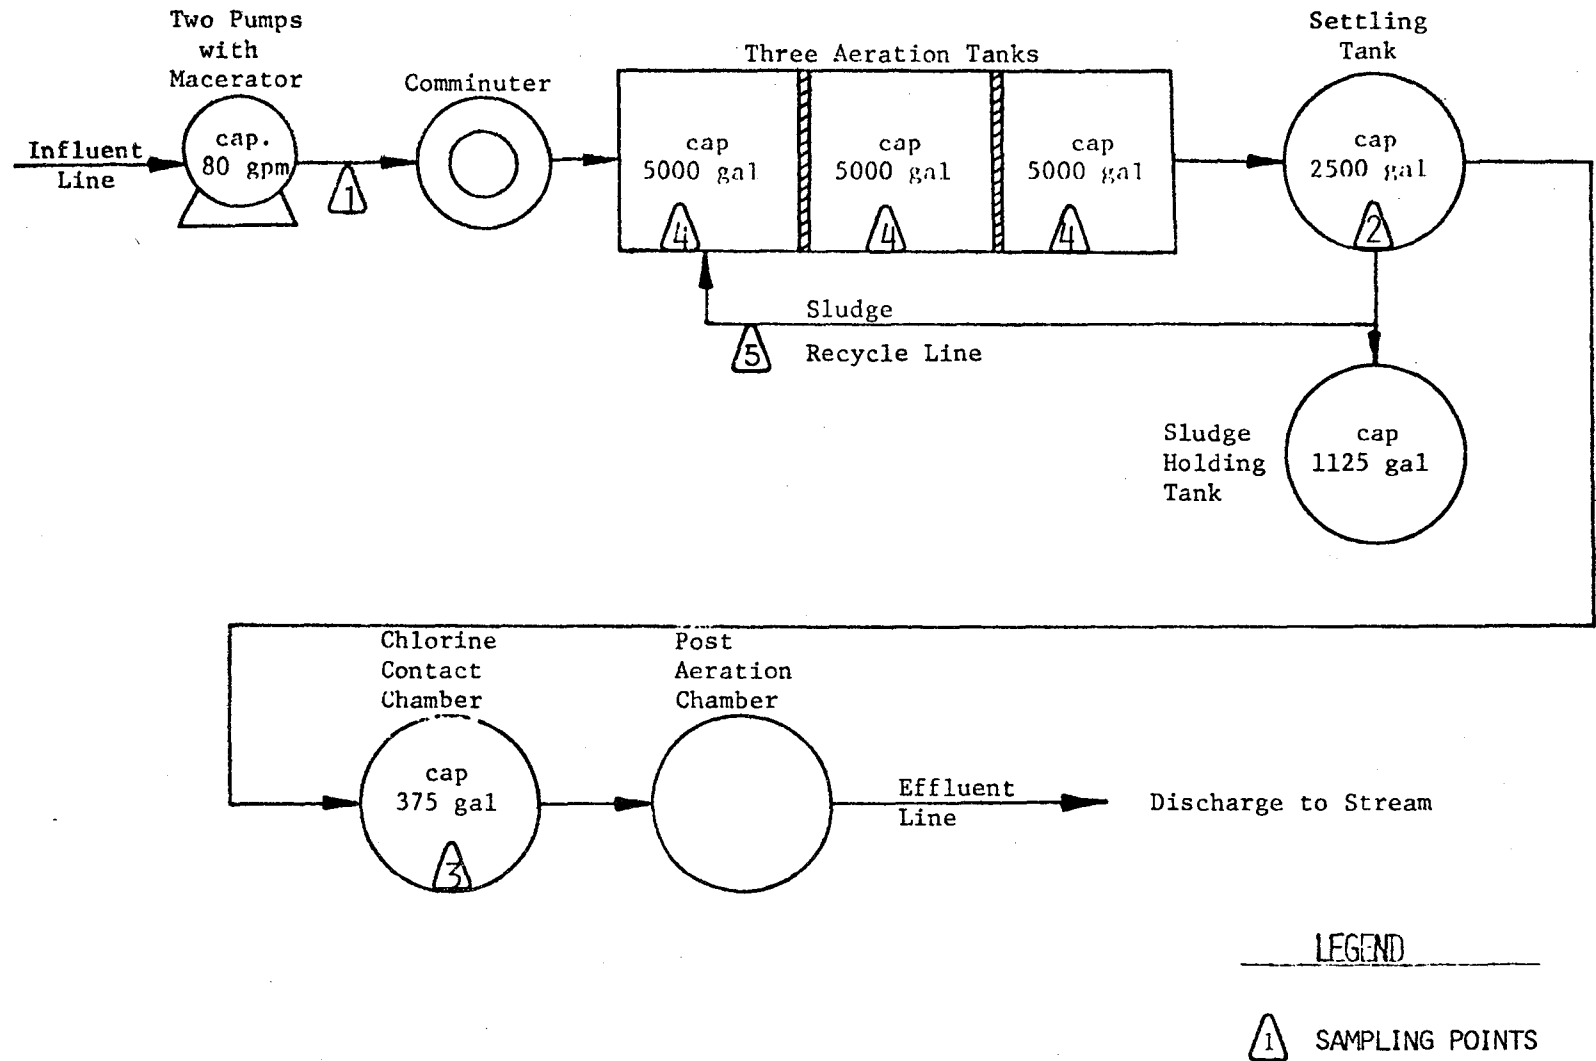 Two Pumps
with
Macerator
cap.
80 gpm
Influent
Line
1
Comminuter
Three Aeration Tanks
cap
5000 gal
4
cap
5000 gal
4
cap
5000 gal
4
Settling
Tank
cap
2500 gal
2
Sludge
Recycle Line
5
Sludge
Holding
Tank
cap
1125 gal
Chlorine
Contact
Chamber
cap
375 gal
3
Post
Aeration
Chamber
Effluent
Line
Discharge to Stream
LEGEND
1 SAMPLING POINTS